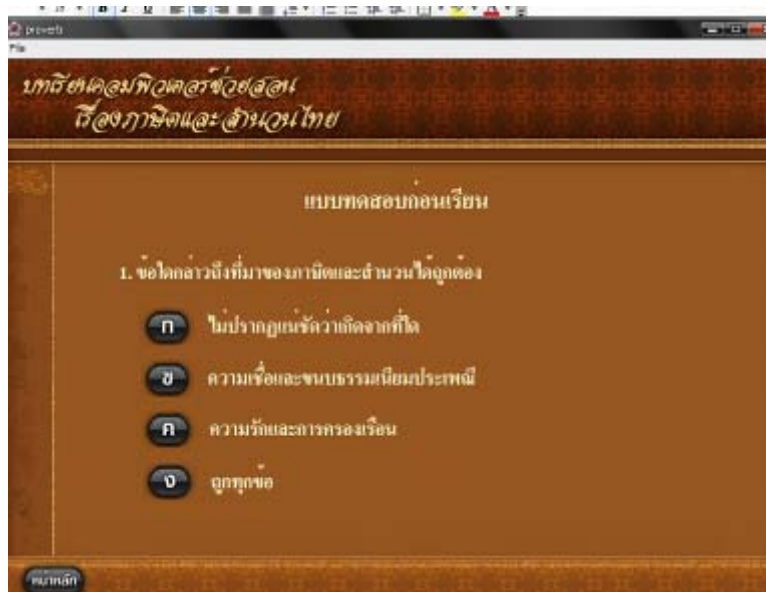 proverb
File
บทเรียนคอมพิวเตอร์ช่วยสอน
เรื่องภาษิตและสำนวนไทย
แบบทดสอบก่อนเรียน
1. ข้อใดกล่าวถึงที่มาของภาษิตและสำนวนได้ถูกต้อง
ก ไม่ปรากฏแน่ชัดว่าเกิดจากที่ใด
ข ความเชื่อและขนบธรรมเนียมประเพณี
ค ความรักและการครองเรือน
ง ถูกทุกข้อ
หน้าหลัก